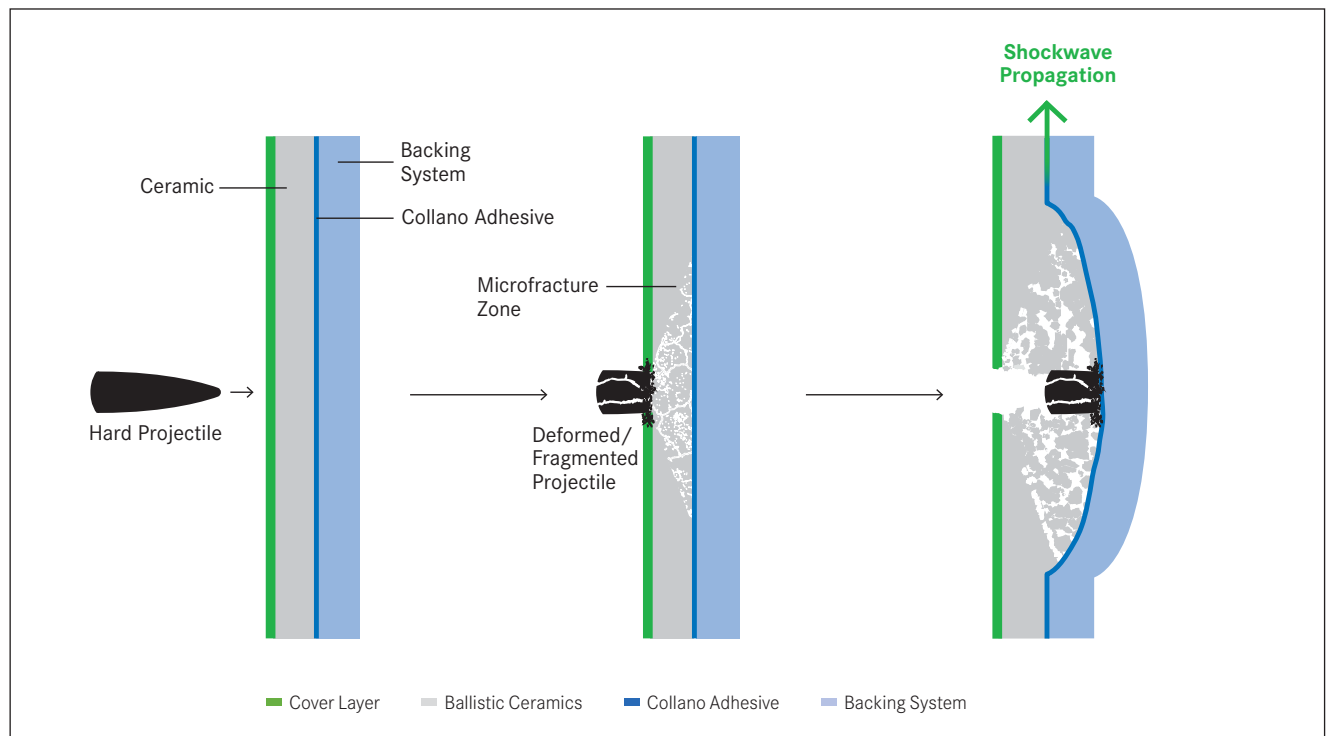 Shockwave
Propagation
Backing
System
Ceramic
Collano Adhesive
Microfracture
Zone
Hard Projectile
Deformed/
Fragmented
Projectile
Cover Layer
Ballistic Ceramics
Collano Adhesive
Backing System